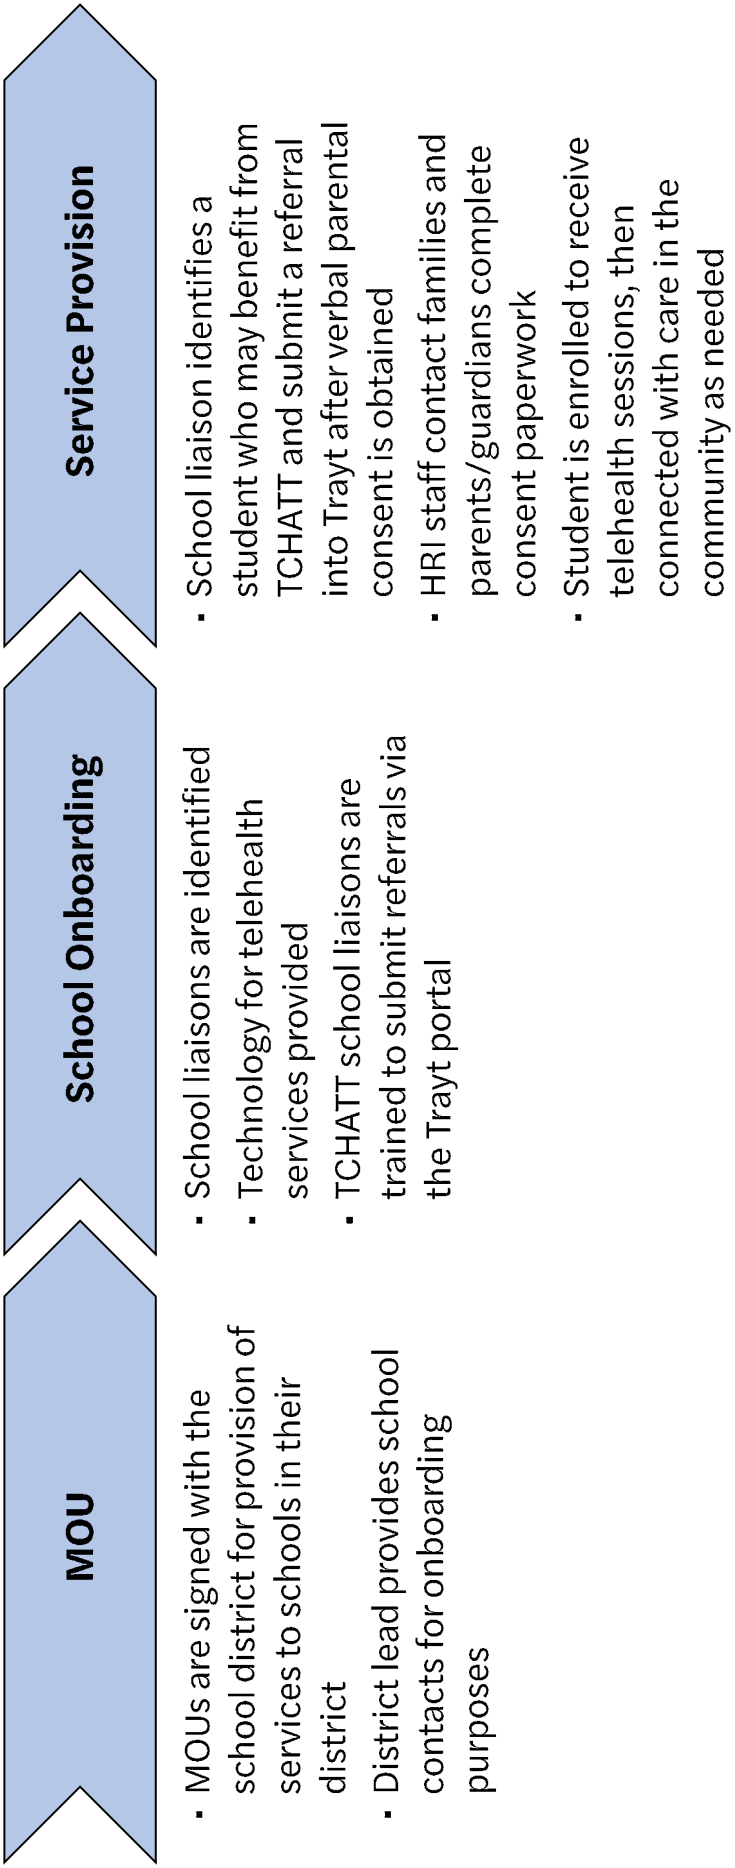 MOU
▪ MOUs are signed with the
school district for provision of
services to schools in their
district
▪ District lead provides school
contacts for onboarding
purposes
School Onboarding
▪ School liaisons are identified
▪ Technology for telehealth
services provided
▪ TCHATT school liaisons are
trained to submit referrals via
the Trayt portal
Service Provision
▪ School liaison identifies a
student who may benefit from
TCHATT and submit a referral
into Trayt after verbal parental
consent is obtained
▪ HRI staff contact families and
parents/guardians complete
consent paperwork
▪ Student is enrolled to receive
telehealth sessions, then
connected with care in the
community as needed